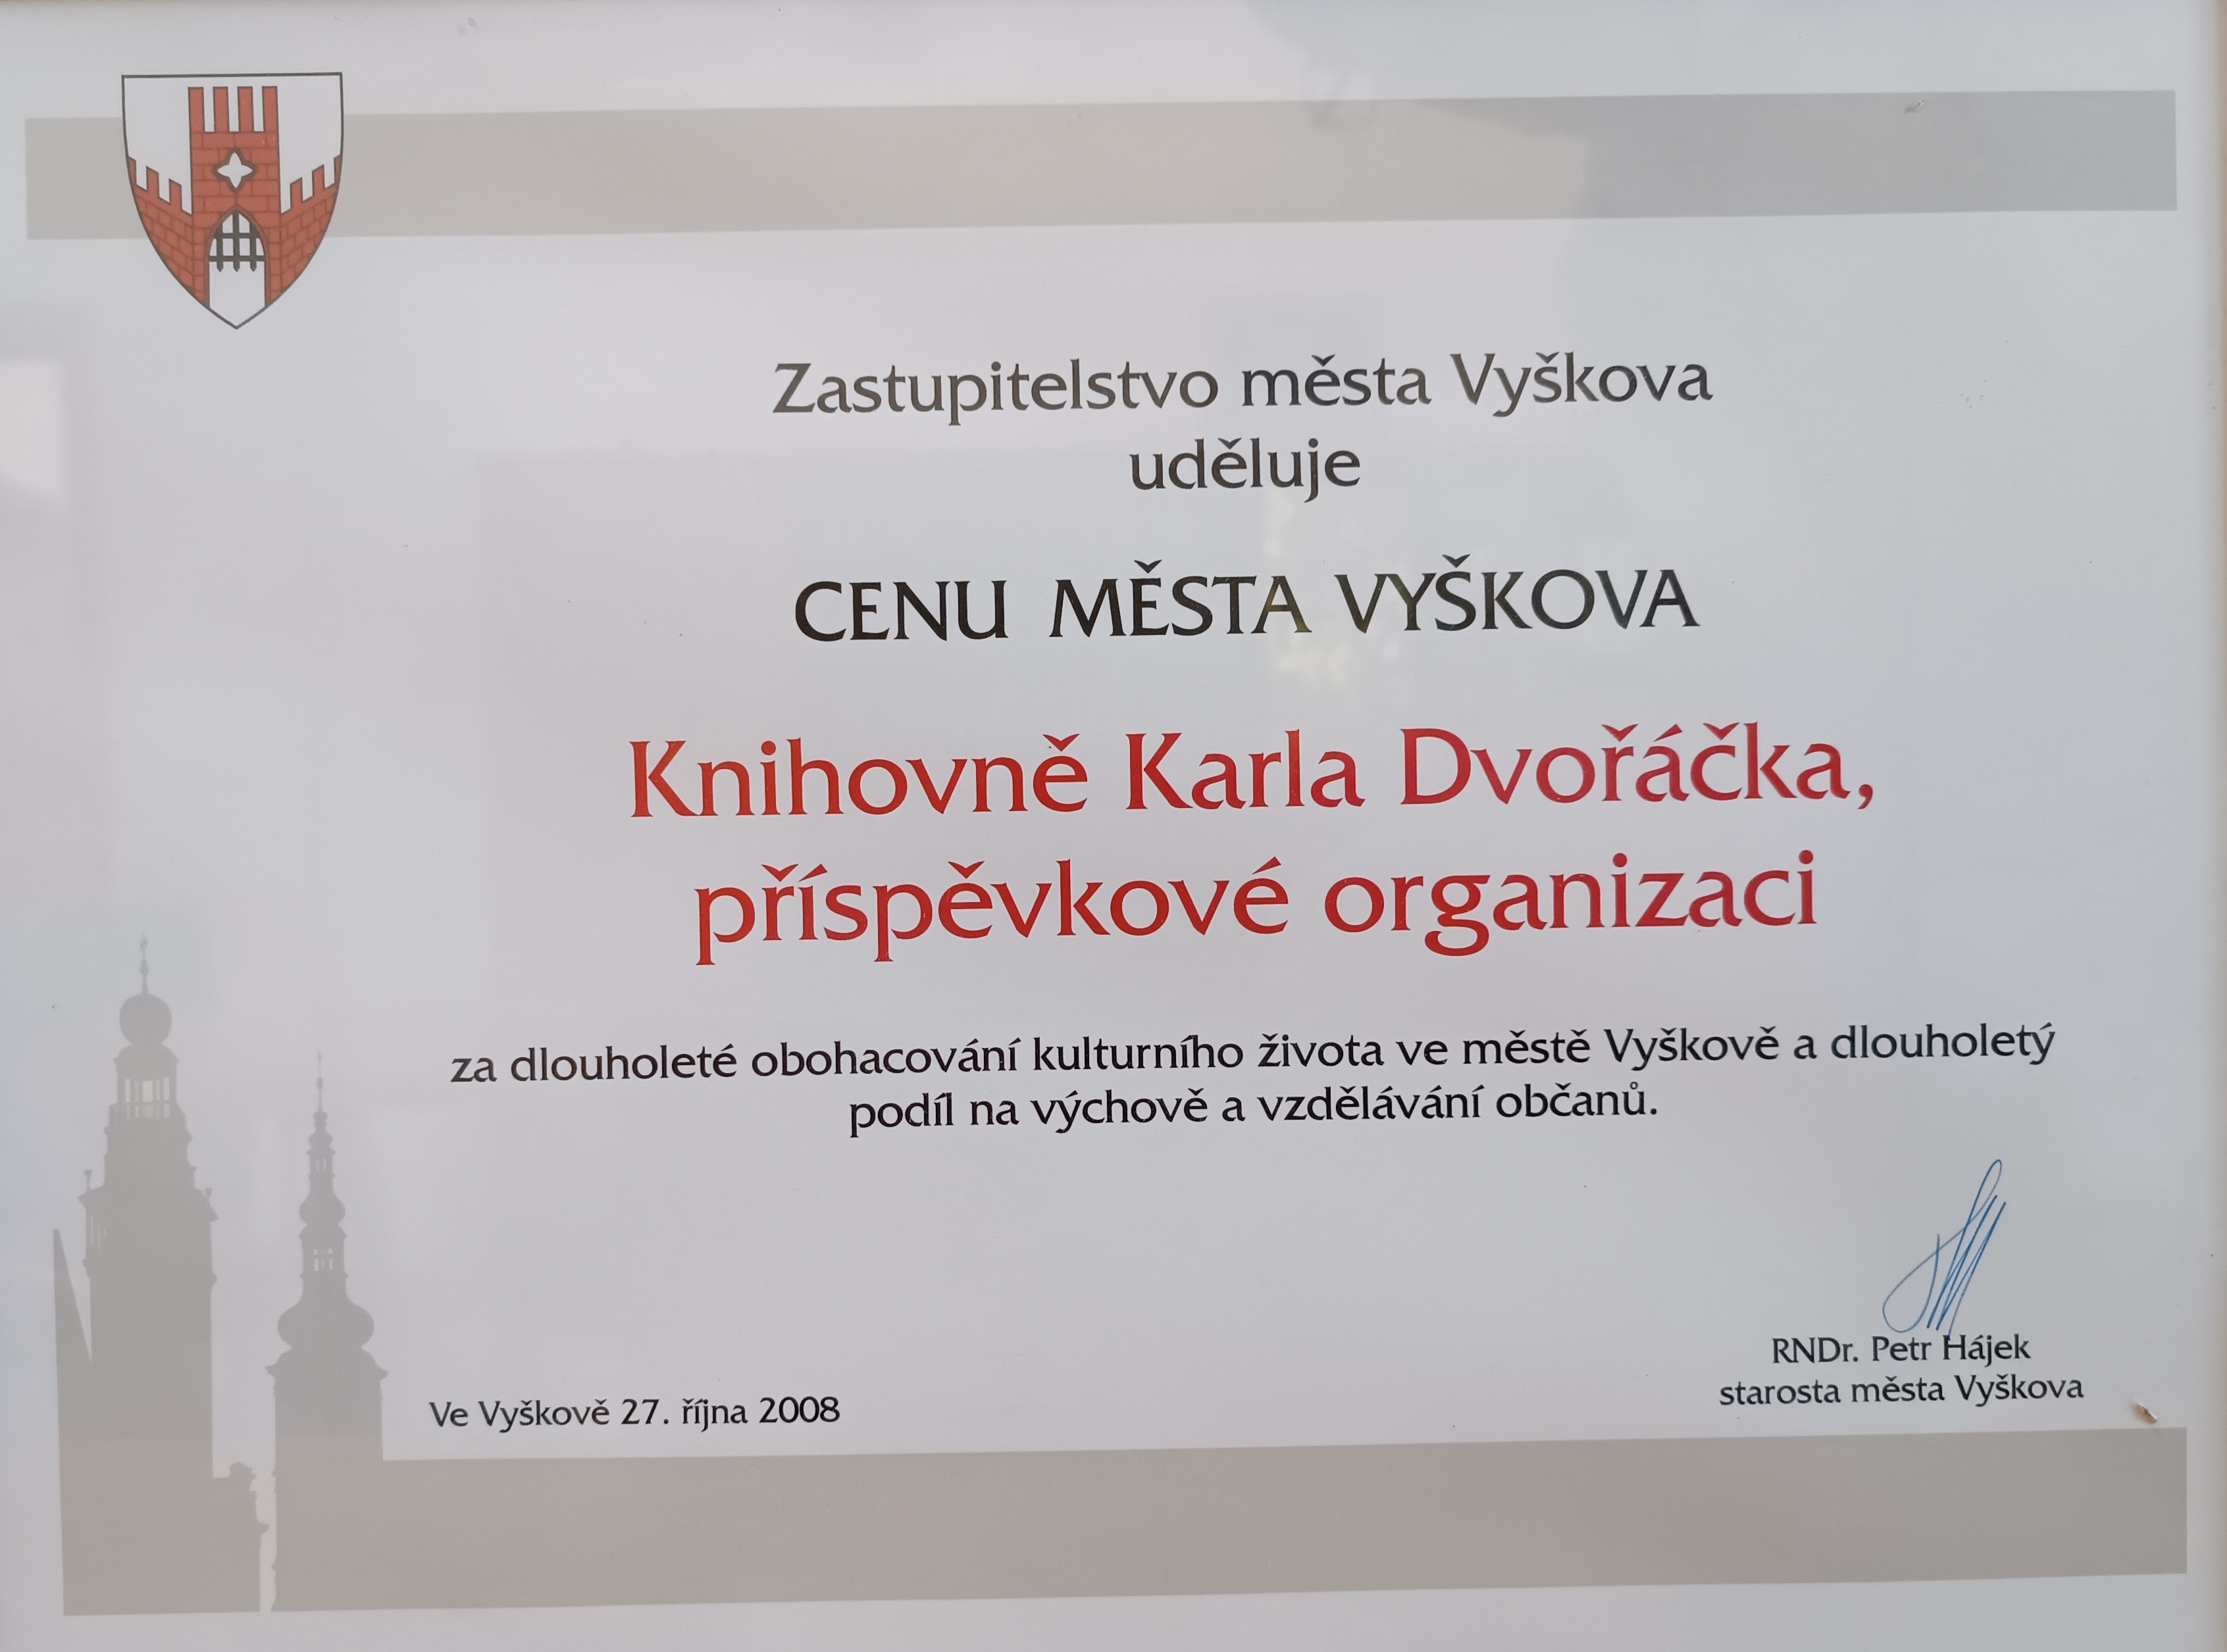 Zastupitelstvo města Vyškova
uděluje
CENU MĚSTA VYŠKOVA
Knihovně Karla Dvořáčka,
příspěvkové organizaci
za dlouholeté obohacování kulturního života ve městě Vyškově a dlouholetý
podíl na výchově a vzdělávání občanů.
RNDr. Petr Hájek
starosta města Vyškova
Ve Vyškově 27. října 2008